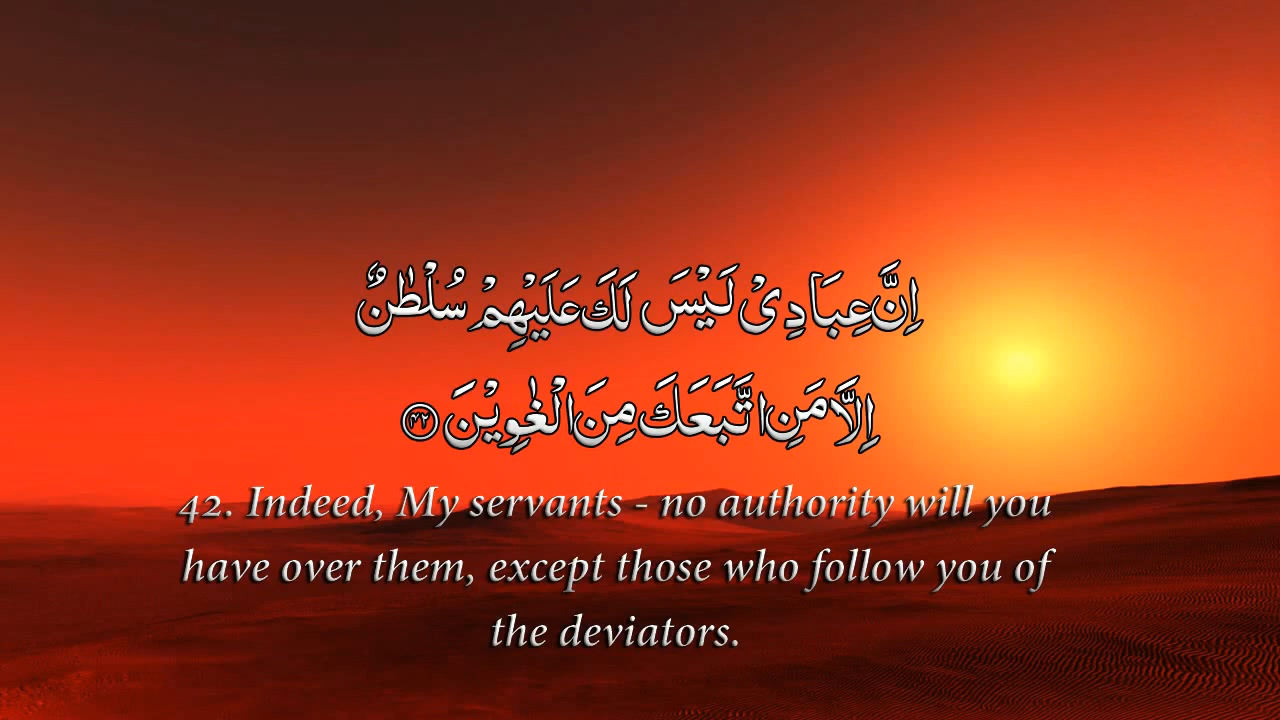 اِنَّ عِبَادِىْ لَيْسَ لَكَ عَلَيْهِمْ سُلْطٰنٌ
اِلَّا مَنِ اتَّبَعَكَ مِنَ الْغٰوِيْنَ ۴۲
42. Indeed, My servants - no authority will you
have over them, except those who follow you of
the deviators.